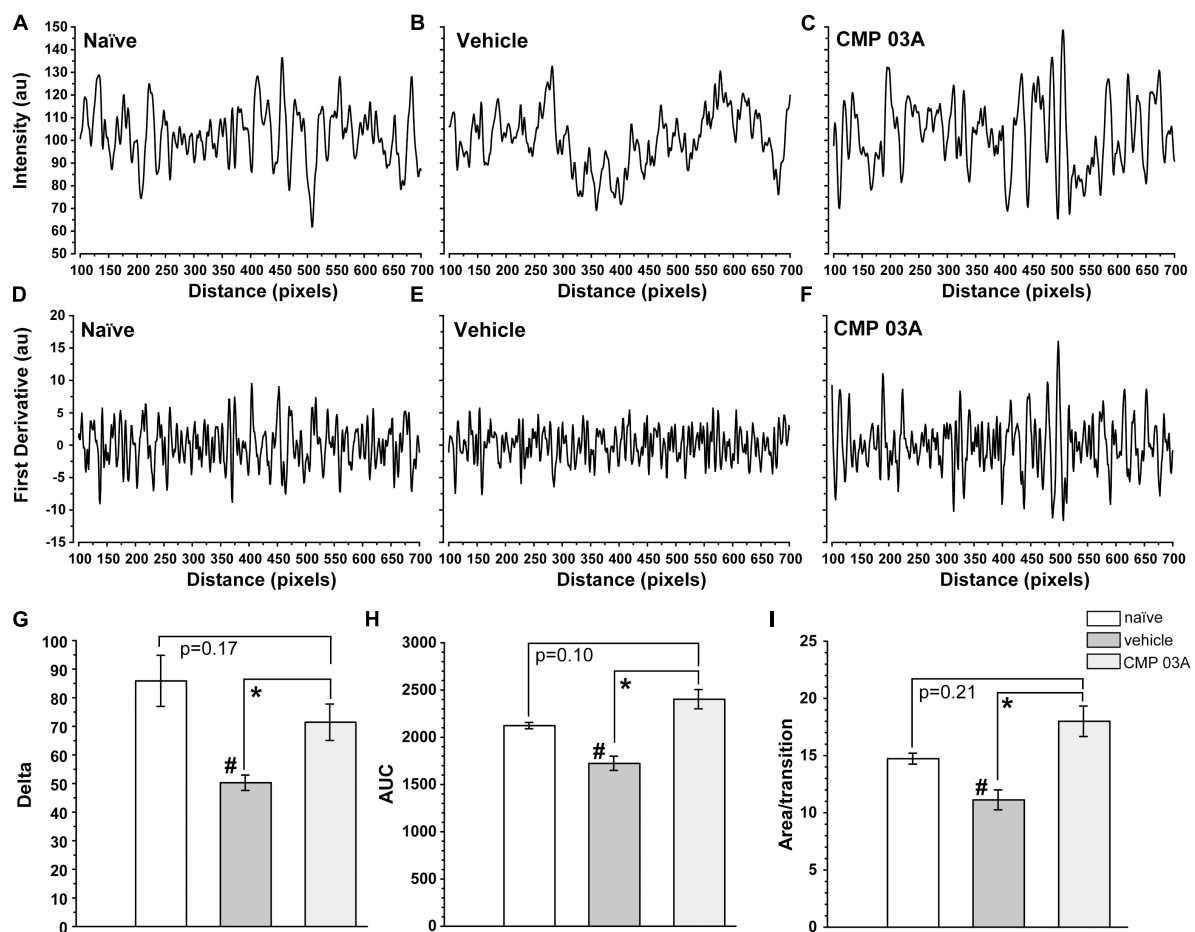 A
Naïve
B
Vehicle
C
CMP 03A
Intensity (au)
150
140
130
120
110
100
90
80
70
60
50
100 150 200 250 300 350 400 450 500 550 600 650 700
100 150 200 250 300 350 400 450 500 550 600 650 700
100 150 200 250 300 350 400 450 500 550 600 650 700
Distance (pixels)
Distance (pixels)
Distance (pixels)
D
Naïve
E
Vehicle
F
CMP 03A
First Derivative (au)
20
15
10
5
0
-5
-10
-15
100 150 200 250 300 350 400 450 500 550 600 650 700
100 150 200 250 300 350 400 450 500 550 600 650 700
100 150 200 250 300 350 400 450 500 550 600 650 700
Distance (pixels)
Distance (pixels)
Distance (pixels)
G
Delta
100
90
80
70
60
50
40
30
20
10
0
p=0.17
*
#
H
AUC
3000
2500
2000
1500
1000
500
0
p=0.10
*
#
I
Area/transition
25
20
15
10
5
0
p=0.21
*
#
naïve
vehicle
CMP 03A